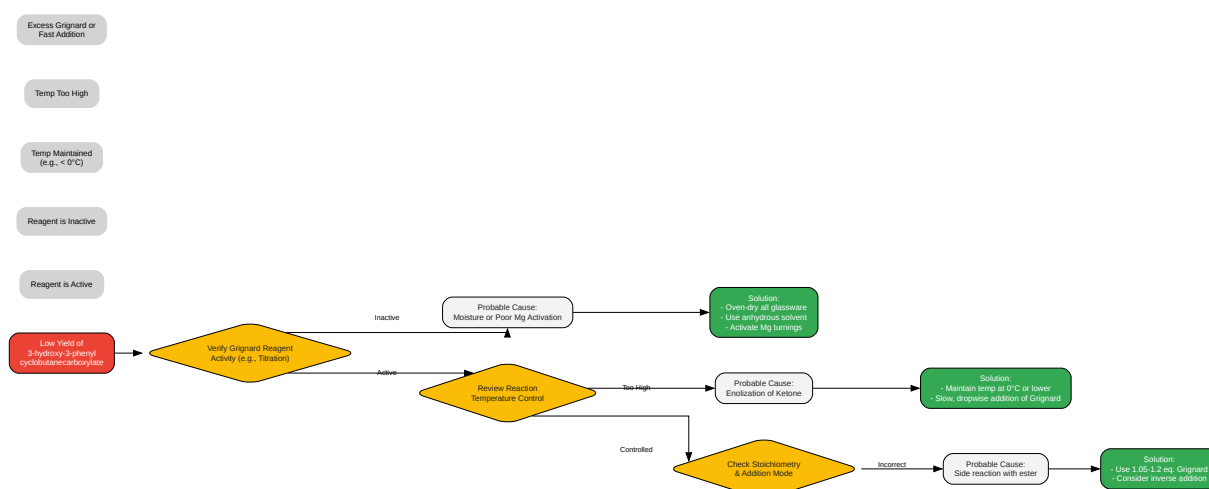 Excess Grignard or
Fast Addition
Temp Too High
Temp Maintained
(e.g., < 0°C)
Reagent is Inactive
Reagent is Active
Low Yield of
3-hydroxy-3-phenyl
cyclobutanecarboxylate
Verify Grignard Reagent
Activity (e.g., Titration)
Inactive
Active
Probable Cause:
Moisture or Poor Mg Activation
Solution:
- Oven-dry all glassware
- Use anhydrous solvent
- Activate Mg turnings
Review Reaction
Temperature Control
Too High
Probable Cause:
Enolization of Ketone
Solution:
- Maintain temp at 0°C or lower
- Slow, dropwise addition of Grignard
Controlled
Check Stoichiometry
& Addition Mode
Incorrect
Probable Cause:
Side reaction with ester
Solution:
- Use 1.05-1.2 eq. Grignard
- Consider inverse addition